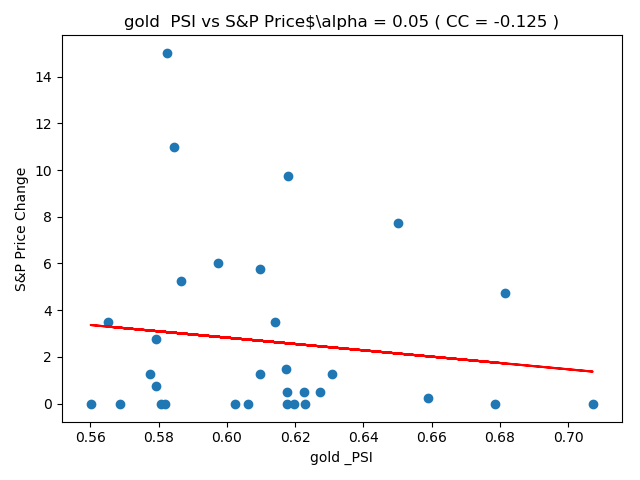 gold  PSI vs S&P Price$\alpha = 0.05 ( CC = -0.125 )
14
12
10
8
6
4
2
0
S&P Price Change
0.56 0.58 0.60 0.62 0.64 0.66 0.68 0.70
gold _PSI